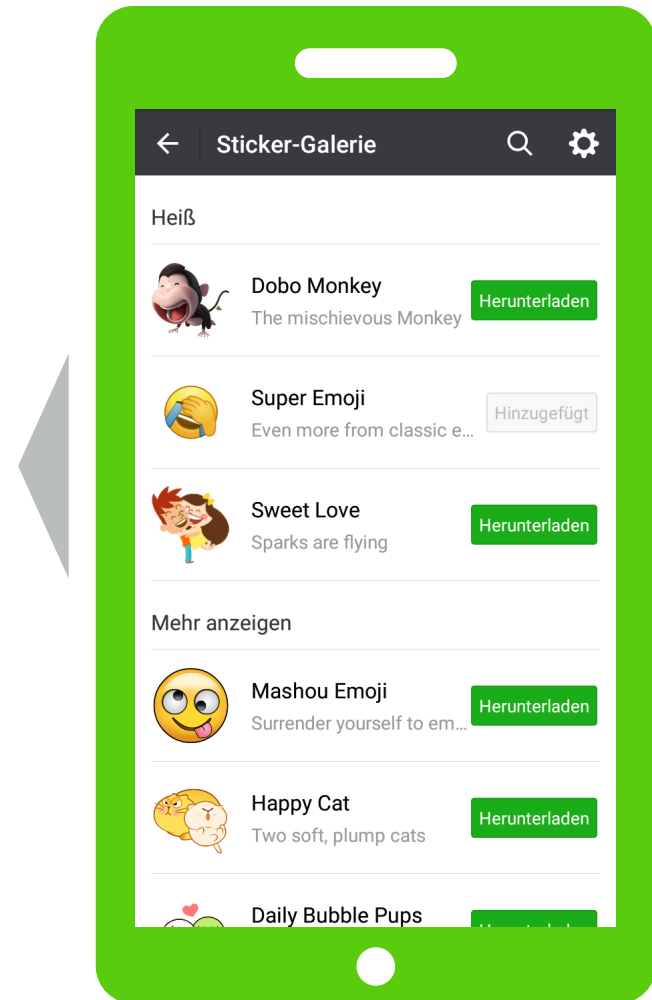 Sticker-Galerie
Heiß
Dobo Monkey
The mischievous Monkey
Herunterladen
Super Emoji
Even more from classic e...
Hinzugefügt
Sweet Love
Sparks are flying
Herunterladen
Mehr anzeigen
Mashou Emoji
Surrender yourself to em...
Herunterladen
Happy Cat
Two soft, plump cats
Herunterladen
Daily Bubble Pups